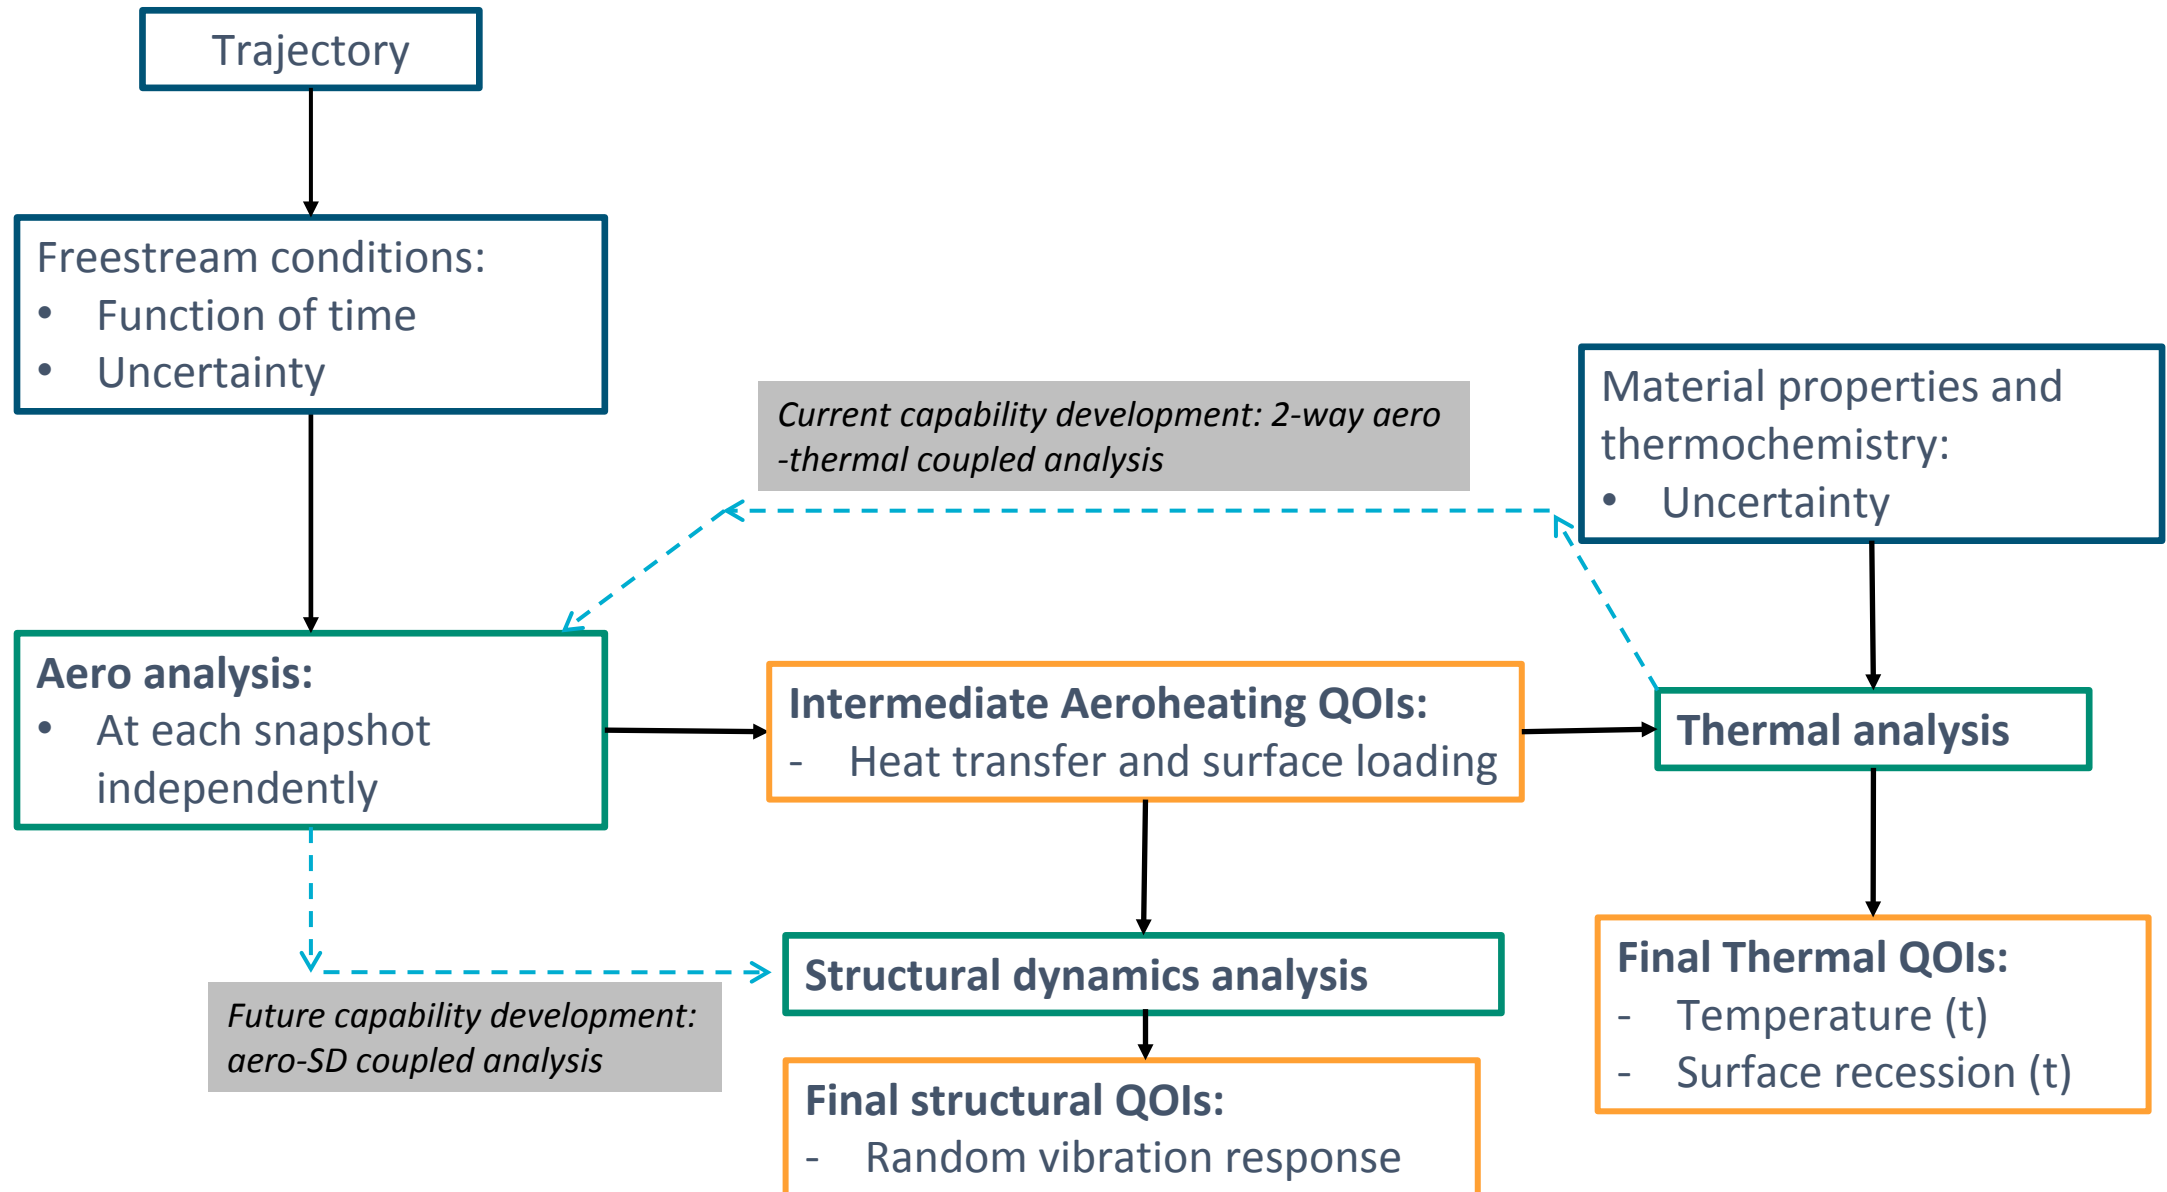 Trajectory
Freestream conditions:
• Function of time
• Uncertainty
Current capability development: 2-way aero
-thermal coupled analysis
Material properties and
thermochemistry:
• Uncertainty
Aero analysis:
• At each snapshot
independently
Intermediate Aeroheating QOIs:
- Heat transfer and surface loading
Thermal analysis
Structural dynamics analysis
Future capability development:
aero-SD coupled analysis
Final structural QOIs:
- Random vibration response
Final Thermal QOIs:
- Temperature (t)
- Surface recession (t)